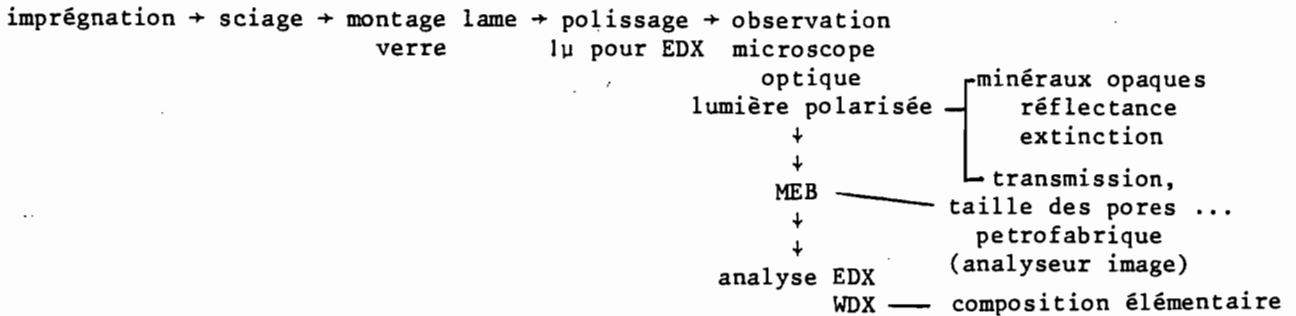 imprégnation → sciage → montage lame → polissage → observation
verre lµ pour EDX microscope
optique
minéraux opaques
lumière polarisée
réflectance
extinction
transmission,
MEB
taille des pores ...
petrofabrique
(analyseur image)
analyse EDX
WDX — composition élémentaire